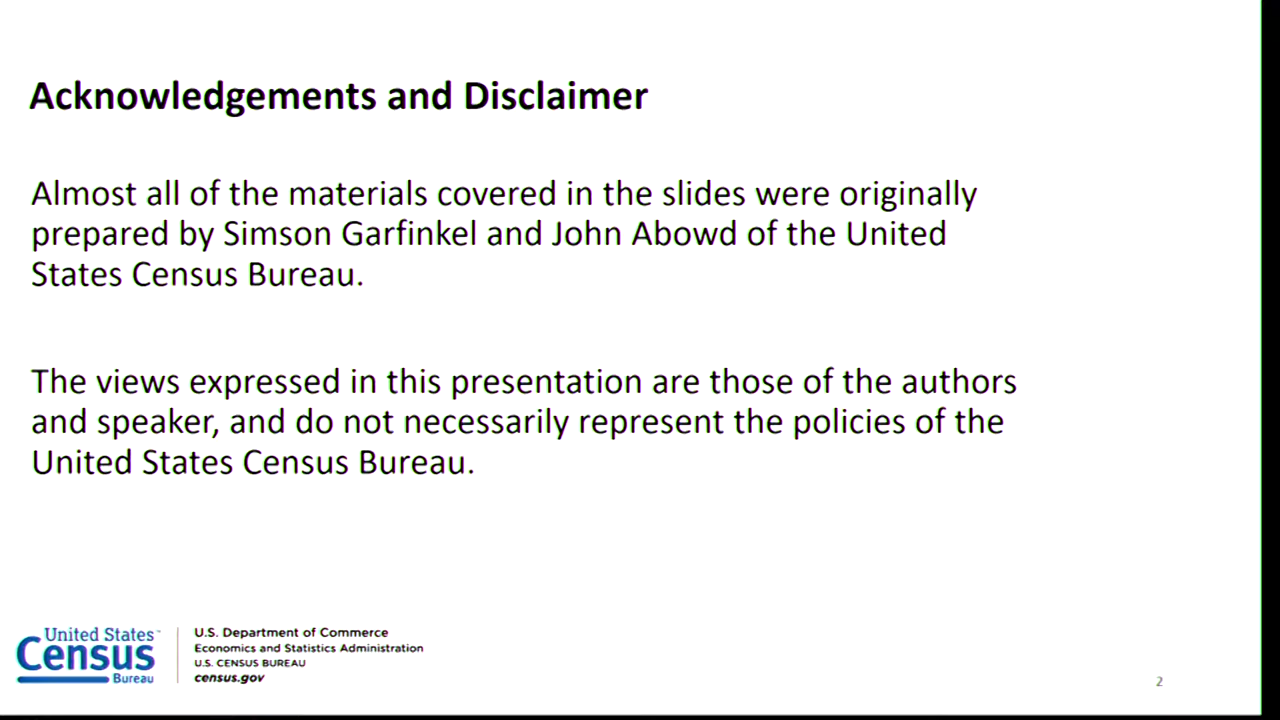 Acknowledgements and Disclaimer
Almost all of the materials covered in the slides were originally
prepared by Simson Garfinkel and John Abowd of the United
States Census Bureau.
The views expressed in this presentation are those of the authors
and speaker, and do not necessarily represent the policies of the
United States Census Bureau.
United States™
Census
Bureau
U.S. Department of Commerce
Economics and Statistics Administration
U.S. CENSUS BUREAU
census.gov
2